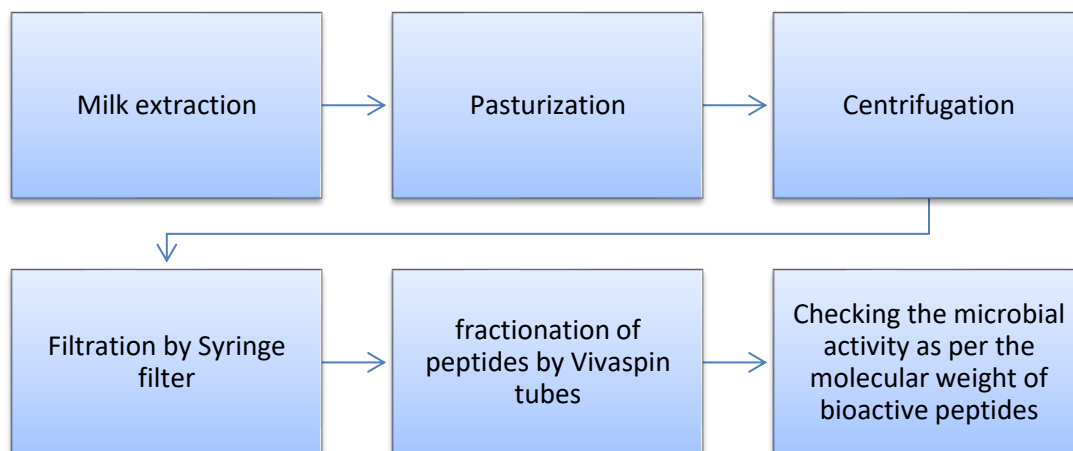 Milk extraction
Pasturization
Centrifugation
Filtration by Syringe
filter
fractionation of
peptides by Vivaspin
tubes
Checking the microbial
activity as per the
molecular weight of
bioactive peptides